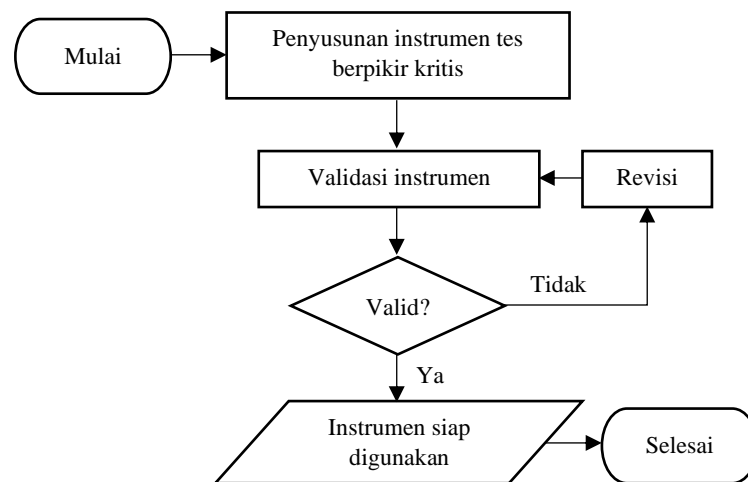 Mulai
Penyusunan instrumen tes
berpikir kritis
Validasi instrumen
Revisi
Valid?
Tidak
Ya
Instrumen siap
digunakan
Selesai